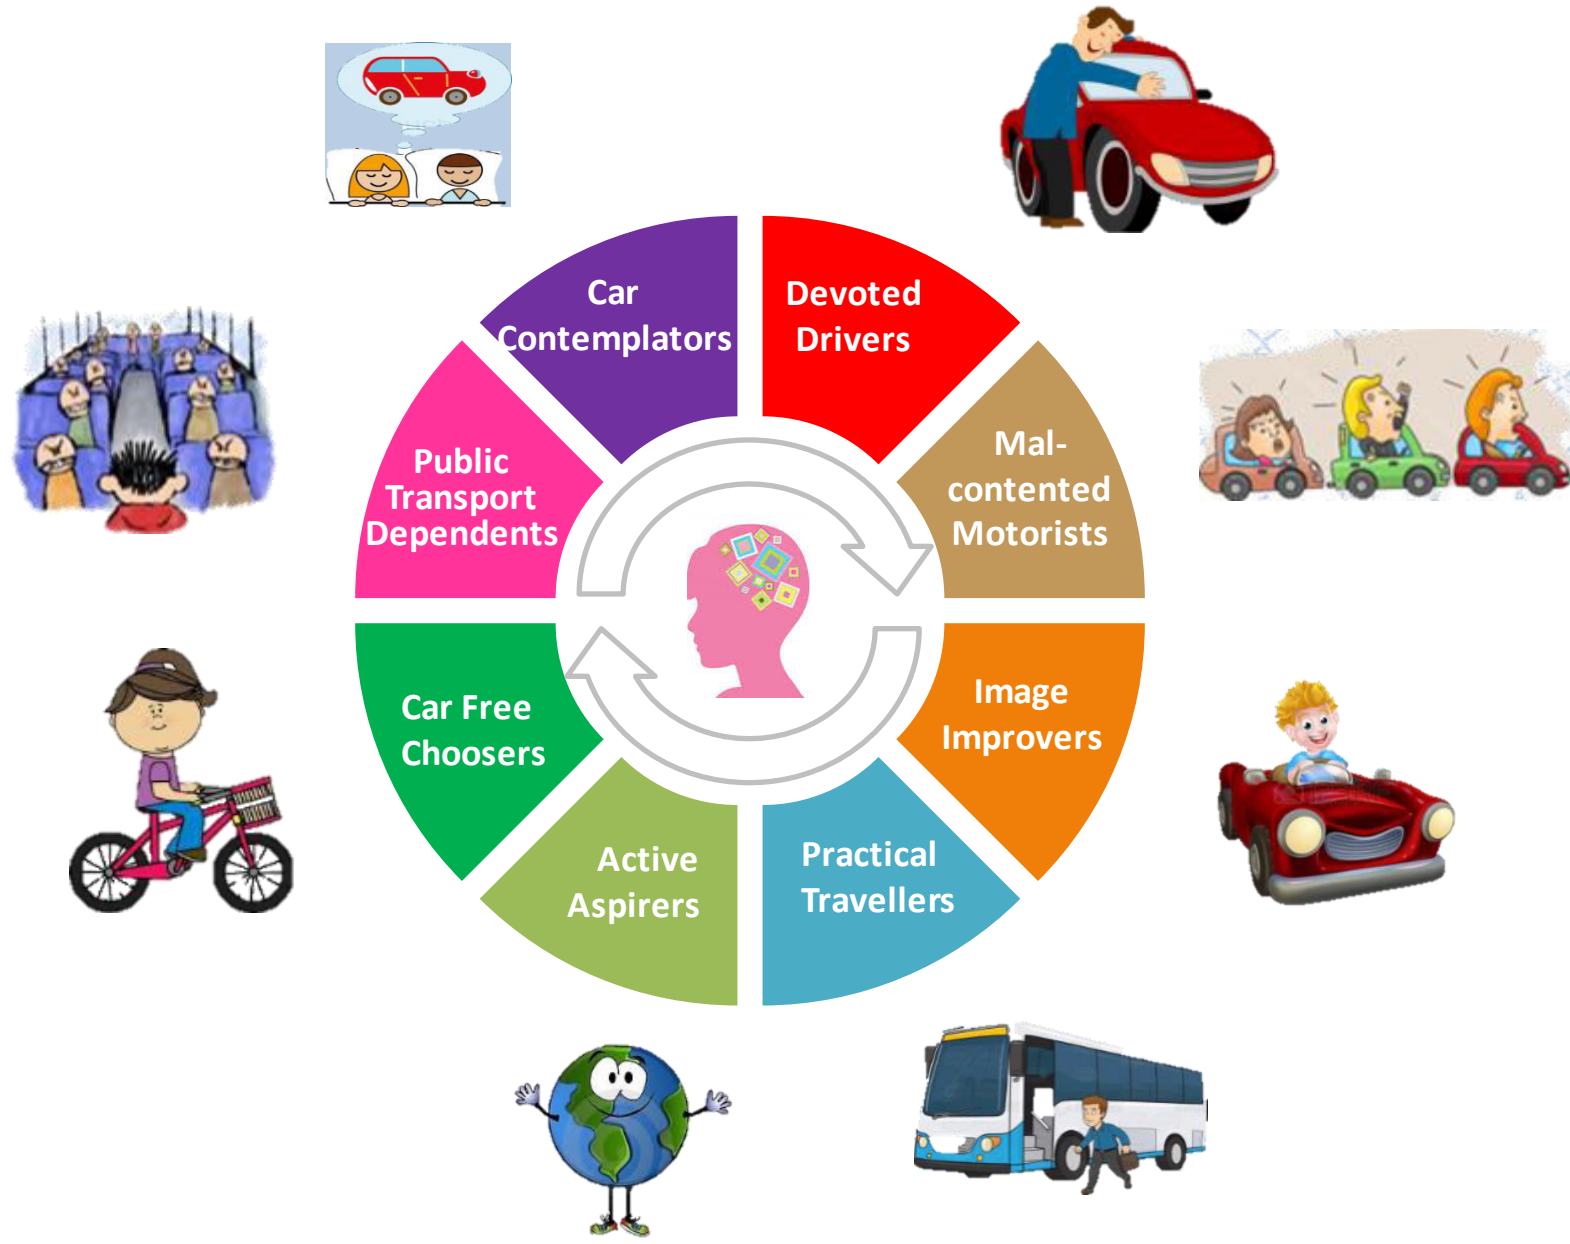 Car
Contemplators
Devoted
Drivers
Mal-
contented
Motorists
Image
Improvers
Practical
Travellers
Active
Aspirers
Car Free
Choosers
Public
Transport
Dependents